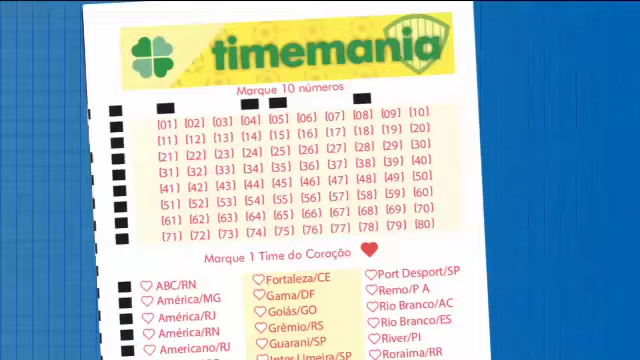 timemania
Marque 10 números
[01] [02] [03] [04] [05] [06] [07] [08] [09] [10]
[11] [12] [13] [14] [15] [16] [17] [18] [19] [20]
[21] [22] [23] [24] [25] [26] [27] [28] [29] [30]
[31] [32] [33] [34] [35] [36] [37] [38] [39] [40]
[41] [42] [43] [44] [45] [46] [47] [48] [49] [50]
[51] [52] [53] [54] [55] [56] [57] [58] [59] [60]
[61] [62] [63] [64] [65] [66] [67] [68] [69] [70]
[71] [72] [73] [74] [75] [76] [77] [78] [79] [80]
Marque 1 Time do Coração
ABC/RN
América/MG
América/RJ
América/RN
Americano/RJ
Fortaleza/CE
Gama/DF
Goiás/GO
Grêmio/RS
Guarani/SP
Inter Limeira/SP
Port Desport/SP
Remo/P A
Rio Branco/AC
Rio Branco/ES
River/PI
Roraima/RR